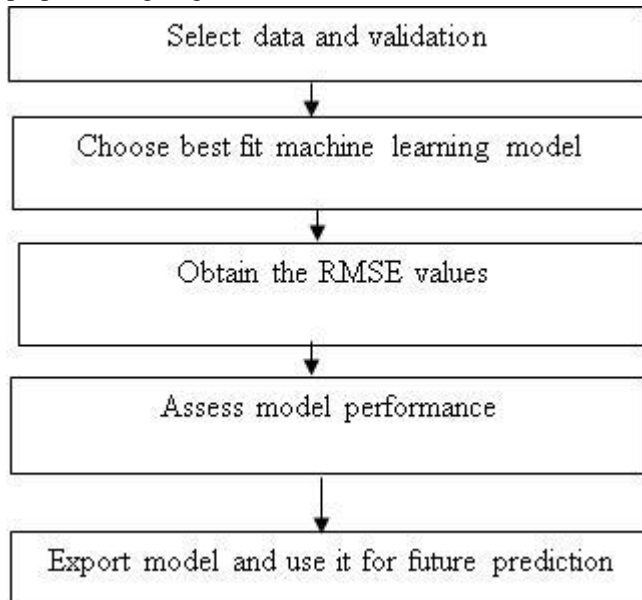 Select data and validation
Choose best fit machine learning model
Obtain the RMSE values
Assess model performance
Export model and use it for future prediction